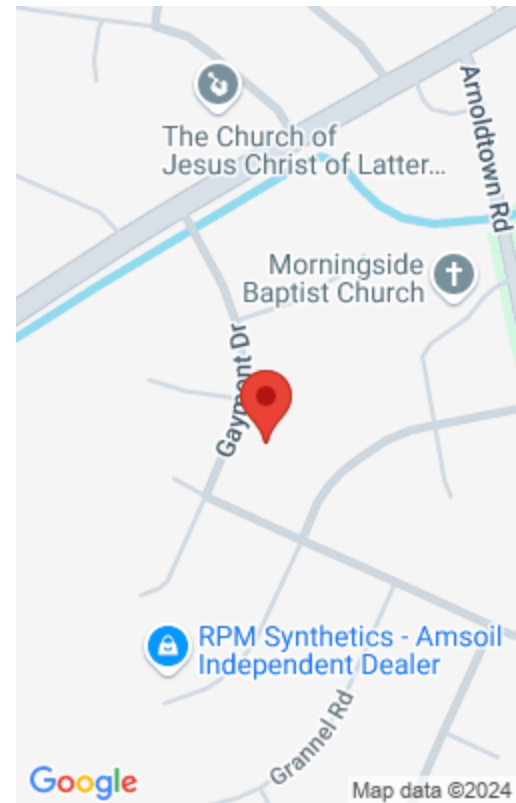 The Church of
Jesus Christ of Latter...
Arnoldtown Rd
Morningside
Baptist Church
Gaymont Dr
RPM Synthetics - Amsoil
Independent Dealer
Grannel Rd
Google
Map data ©2024